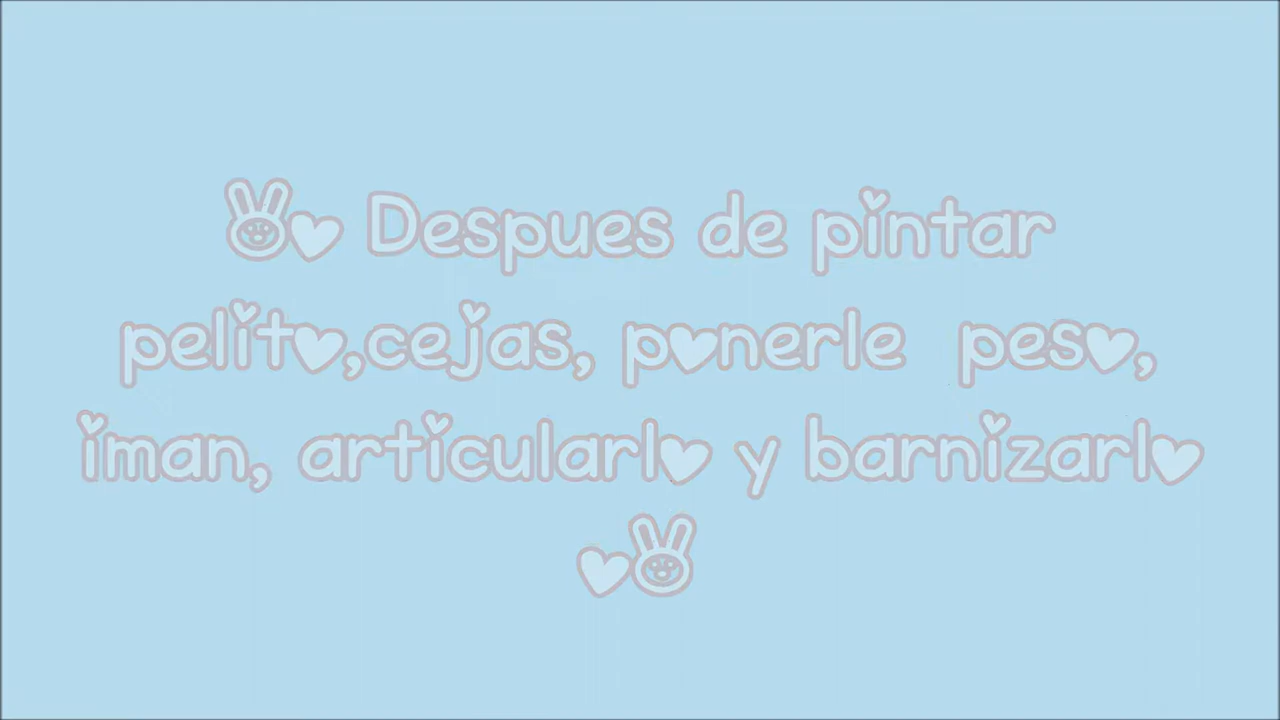 Despues de pintar
pelito,cejas, ponerle peso,
iman, articularlo y barnizarlo